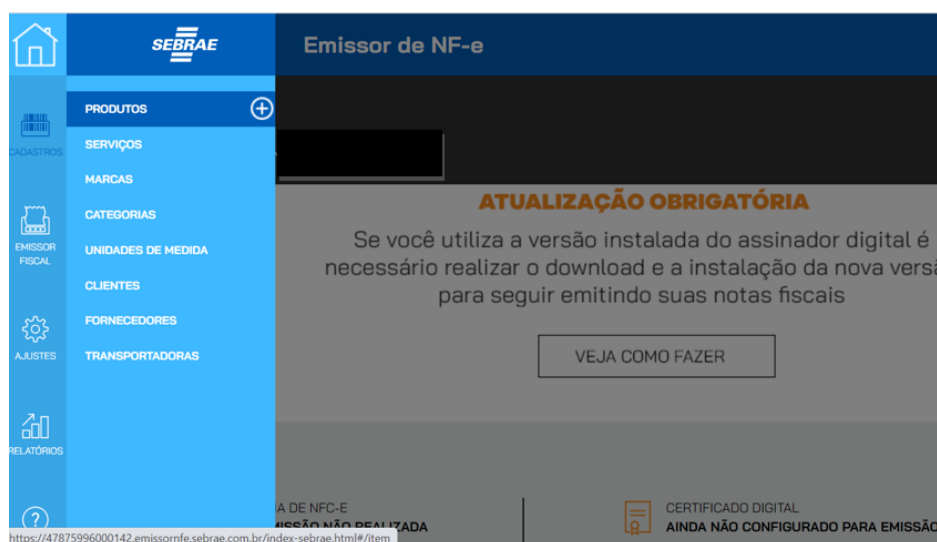 SEBRAE
Emissor de NF-e
CADASTROS
EMISSOR
FISCAL
AJUSTES
RELATÓRIOS
PRODUTOS
SERVIÇOS
MARCAS
CATEGORIAS
UNIDADES DE MEDIDA
CLIENTES
FORNECEDORES
TRANSPORTADORAS
ATUALIZAÇÃO OBRIGATÓRIA
Se você utiliza a versão instalada do assinador digital é
necessário realizar o download e a instalação da nova versã
para seguir emitindo suas notas fiscais
VEJA COMO FAZER
A DE NFC-E
MISSÃO NÃO REALIZADA
CERTIFICADO DIGITAL
AINDA NÃO CONFIGURADO PARA EMISSÃO
https://47875996000142.emissornfe.sebrae.com.br/index-sebrae.html#/item